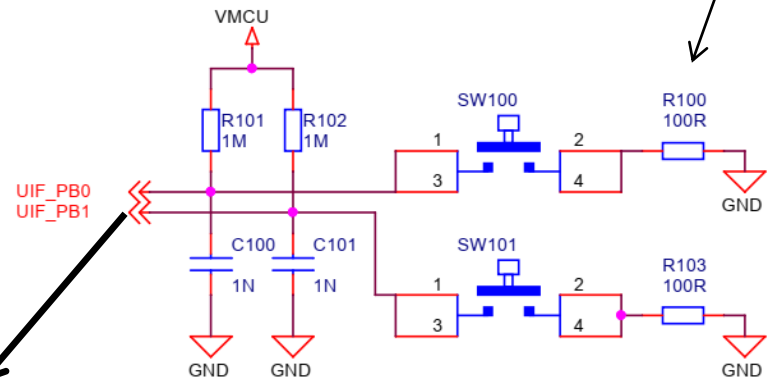 VMCU
R101
1M
R102
1M
SW100
1
2
3
4
R100
100R
GND
UIF_PB0
UIF_PB1
C100
1N
C101
1N
GND
GND
SW101
1
2
3
4
R103
100R
GND